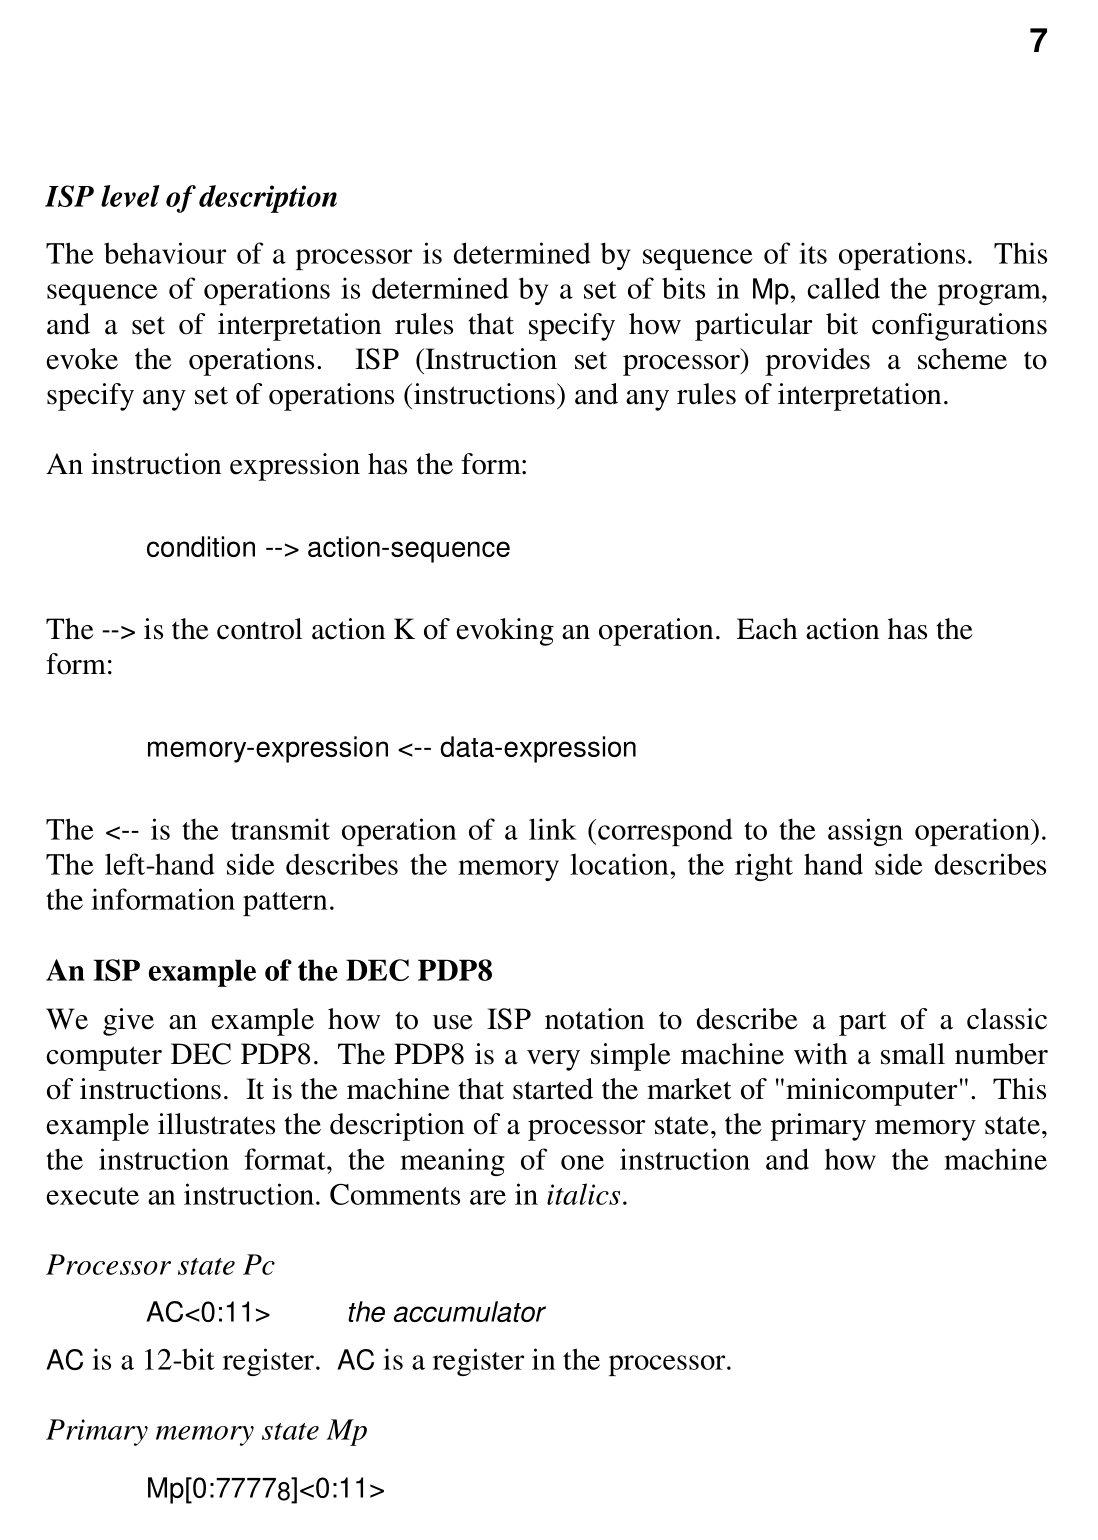 7
ISP level of description
The behaviour of a processor is determined by sequence of its operations.  This
sequence of operations is determined by a set of bits in Mp, called the program,
and a set of interpretation rules that specify how particular bit configurations
evoke the operations.  ISP (Instruction set processor) provides a scheme to
specify any set of operations (instructions) and any rules of interpretation.
An instruction expression has the form:
condition --> action-sequence
The --> is the control action K of evoking an operation.  Each action has the
form:
memory-expression <-- data-expression
The <-- is the transmit operation of a link (correspond to the assign operation).
The left-hand side describes the memory location, the right hand side describes
the information pattern.
An ISP example of the DEC PDP8
We give an example how to use ISP notation to describe a part of a classic
computer DEC PDP8.  The PDP8 is a very simple machine with a small number
of instructions.  It is the machine that started the market of "minicomputer".  This
example illustrates the description of a processor state, the primary memory state,
the instruction format, the meaning of one instruction and how the machine
execute an instruction. Comments are in italics.
Processor state Pc
AC<0:11> the accumulator
AC is a 12-bit register.  AC is a register in the processor.
Primary memory state Mp
Mp[0:77778]<0:11>